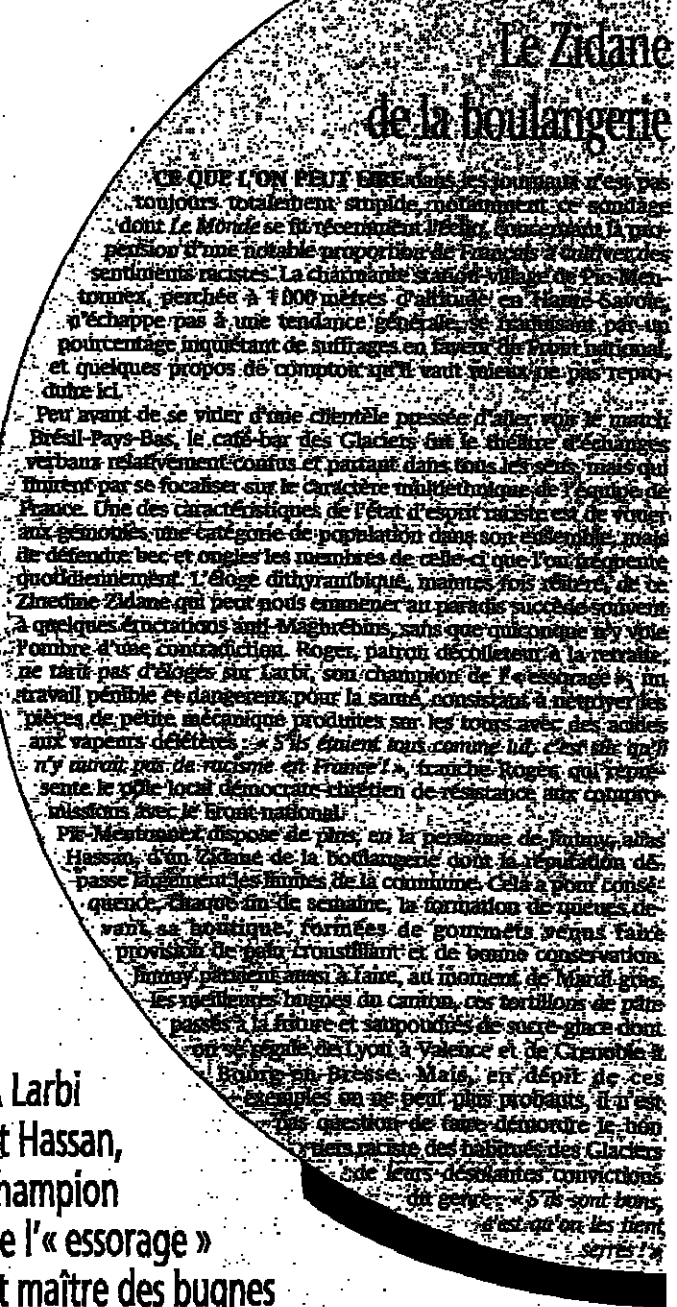 Le Zidane
de la boulangerie
CE QUE L'ON PEUT LIRE dans les journaux n'est pas
toujours totalement stupide, notamment ce sondage
dont Le Monde se fit récemment l'écho, concernant la pro-
pension d'une notable proportion de Français à cultiver des
sentiments racistes. La charmante station-village de Pic-Men-
tonnex, perchée à 1 000 mètres d'altitude en Haute-Savoie,
n'échappe pas à une tendance générale, se traduisant par un
pourcentage inquiétant de suffrages en faveur du Front national,
et quelques propos de comptoir qu'il vaut mieux ne pas repro-
duire ici.
Peu avant de se vider d'une clientèle pressée d'aller voir le match
Brésil-Pays-Bas, le café-bar des Glaciers fut le théâtre d'échanges
verbaux relativement confus et partant dans tous les sens, mais qui
finirent par se focaliser sur le caractère multiethnique de l'équipe de
France. Une des caractéristiques de l'état d'esprit raciste est de vouer
aux gémonies une catégorie de population dans son ensemble, mais
de défendre bec et ongles les membres de celle-ci que l'on fréquente
quotidiennement. L'éloge dithyrambique, maintes fois réitéré, de ce
Zinedine Zidane qui peut nous emmener au paradis succède souvent
à quelques éructations anti-Maghrébins, sans que quiconque n'y voie
l'ombre d'une contradiction. Roger, patron décolleteur à la retraite,
ne tarit pas d'éloges sur Larbi, son champion de l'« essorage », un
travail pénible et dangereux pour la santé, consistant à nettoyer les
pièces de petite mécanique produites sur les tours avec des acides
aux vapeurs délétères. « S'ils étaient tous comme lui, c'est sûr qu'il
n'y aurait pas de racisme en France ! », tranche Roger, qui repré-
sente le pôle local démocrate-chrétien de résistance aux compro-
missions avec le Front national.
Pic-Mentonnex dispose de plus, en la personne de Jimmy, alias
Hassan, d'un Zidane de la boulangerie dont la réputation dé-
passe largement les limites de la commune. Cela a pour consé-
quence, chaque fin de semaine, la formation de queues de-
vant sa boutique, formées de gourmets venus faire
provision de pain croustillant et de bonne conservation.
Jimmy parvient aussi à faire, au moment de Mardi gras,
les meilleures bugnes du canton, ces tortillons de pâte
passés à la friture et saupoudrés de sucre-glace dont
on se régale de Lyon à Valence et de Grenoble à
Bourg-en-Bresse. Mais, en dépit de ces
exemples on ne peut plus probants, il n'est
pas question de faire démordre le bon
tiers raciste des habitués des Glaciers
de leurs désolantes convictions
du genre : « S'ils sont bons,
c'est qu'on les tient
serrés ! »
Larbi
t Hassan,
hampion
e l'« essorage »
t maître des bugnes